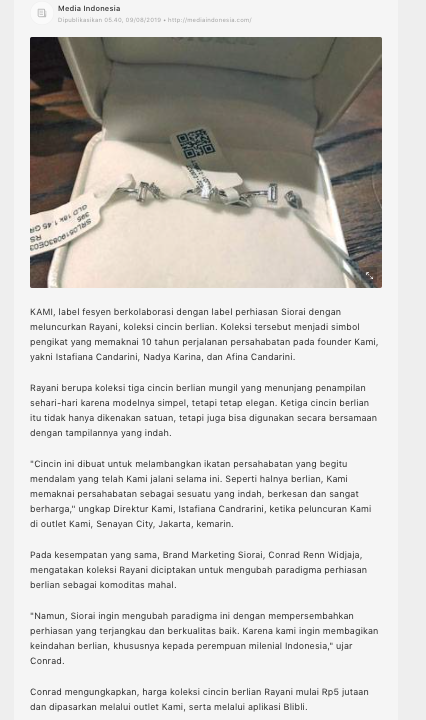 Media Indonesia
Dipublikasikan 05.40, 09/08/2019 • http://mediaindonesia.com/
KAMI, label fesyen berkolaborasi dengan label perhiasan Siorai dengan
meluncurkan Rayani, koleksi cincin berlian. Koleksi tersebut menjadi simbol
pengikat yang memaknai 10 tahun perjalanan persahabatan pada founder Kami,
yakni Istafiana Candarini, Nadya Karina, dan Afina Candarini.
Rayani berupa koleksi tiga cincin berlian mungil yang menunjang penampilan
sehari-hari karena modelnya simpel, tetapi tetap elegan. Ketiga cincin berlian
itu tidak hanya dikenakan satuan, tetapi juga bisa digunakan secara bersamaan
dengan tampilannya yang indah.
"Cincin ini dibuat untuk melambangkan ikatan persahabatan yang begitu
mendalam yang telah Kami jalani selama ini. Seperti halnya berlian, Kami
memaknai persahabatan sebagai sesuatu yang indah, berkesan dan sangat
berharga," ungkap Direktur Kami, Istafiana Candrarini, ketika peluncuran Kami
di outlet Kami, Senayan City, Jakarta, kemarin.
Pada kesempatan yang sama, Brand Marketing Siorai, Conrad Renn Widjaja,
mengatakan koleksi Rayani diciptakan untuk mengubah paradigma perhiasan
berlian sebagai komoditas mahal.
"Namun, Siorai ingin mengubah paradigma ini dengan mempersembahkan
perhiasan yang terjangkau dan berkualitas baik. Karena kami ingin membagikan
keindahan berlian, khususnya kepada perempuan milenial Indonesia," ujar
Conrad.
Conrad mengungkapkan, harga koleksi cincin berlian Rayani mulai Rp5 jutaan
dan dipasarkan melalui outlet Kami, serta melalui aplikasi Blibli.